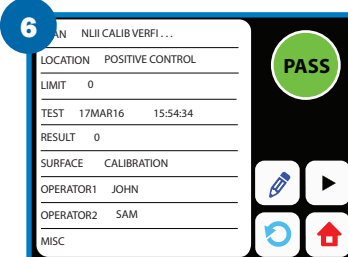 6
AN NLII CALIB VERFI . . .
LOCATION POSITIVE CONTROL
PASS
LIMIT 0
TEST 17MAR16 15:54:34
RESULT 0
SURFACE CALIBRATION
OPERATOR1 JOHN
OPERATOR2 SAM
MISC